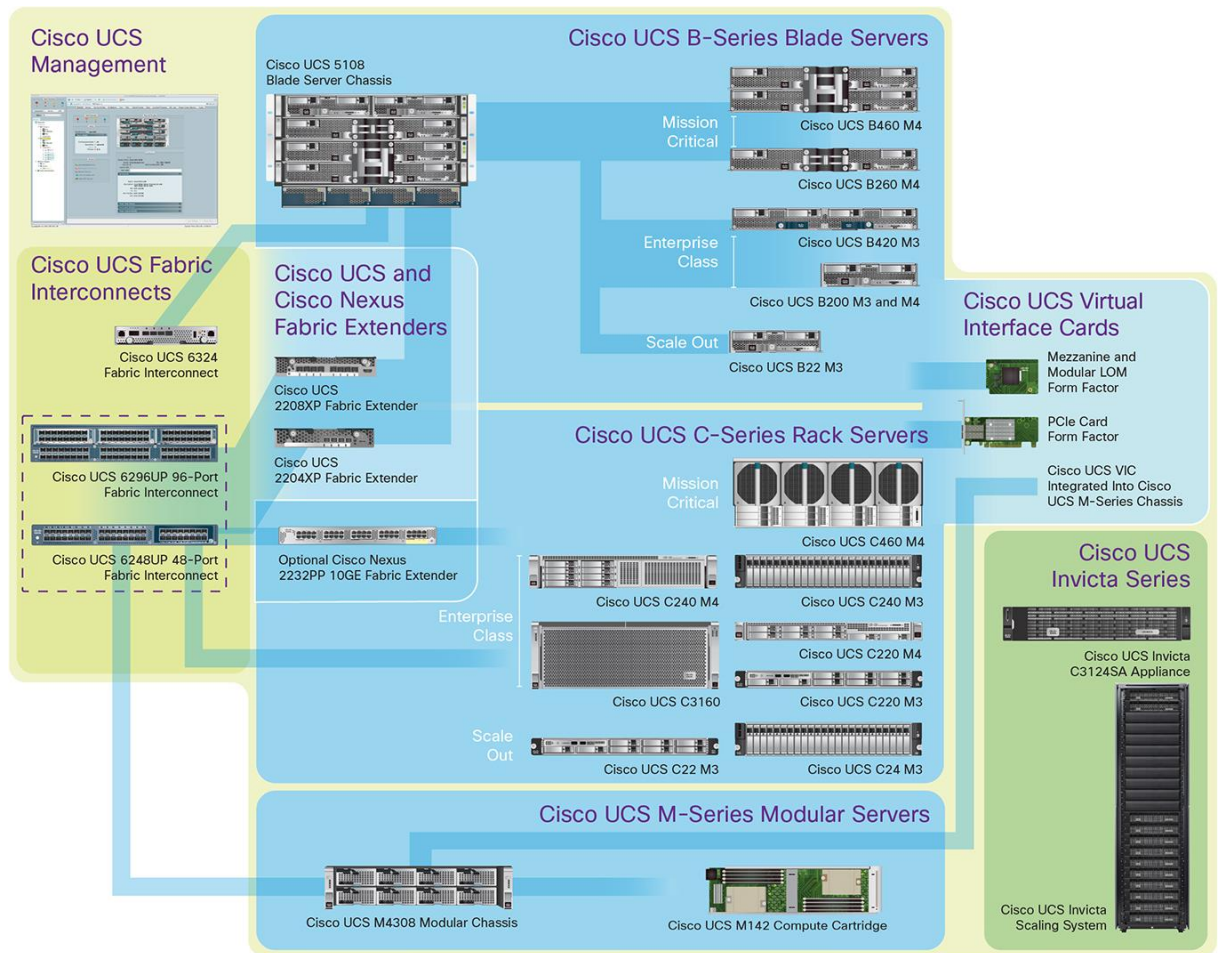 Cisco UCS
Management
Cisco UCS B-Series Blade Servers
Cisco UCS 5108
Blade Server Chassis
Mission
Critical
Cisco UCS B460 M4
Cisco UCS B260 M4
Enterprise
Class
Cisco UCS B420 M3
Cisco UCS B200 M3 and M4
Scale Out
Cisco UCS B22 M3
Cisco UCS Fabric
Interconnects
Cisco UCS 6324
Fabric Interconnect
Cisco UCS 6296UP 96-Port
Fabric Interconnect
Cisco UCS 6248UP 48-Port
Fabric Interconnect
Cisco UCS and
Cisco Nexus
Fabric Extenders
Cisco UCS
2208XP Fabric Extender
Cisco UCS
2204XP Fabric Extender
Optional Cisco Nexus
2232PP 10GE Fabric Extender
Cisco UCS Virtual
Interface Cards
Mezzanine and
Modular LOM
Form Factor
PCIe Card
Form Factor
Cisco UCS VIC
Integrated Into Cisco
UCS M-Series Chassis
Cisco UCS C-Series Rack Servers
Mission
Critical
Cisco UCS C460 M4
Enterprise
Class
Cisco UCS C240 M4
Cisco UCS C240 M3
Cisco UCS C220 M4
Cisco UCS C3160
Cisco UCS C220 M3
Scale
Out
Cisco UCS C22 M3
Cisco UCS C24 M3
Cisco UCS
Invicta Series
Cisco UCS Invicta
C3124SA Appliance
Cisco UCS Invicta
Scaling System
Cisco UCS M-Series Modular Servers
Cisco UCS M4308 Modular Chassis
Cisco UCS M142 Compute Cartridge